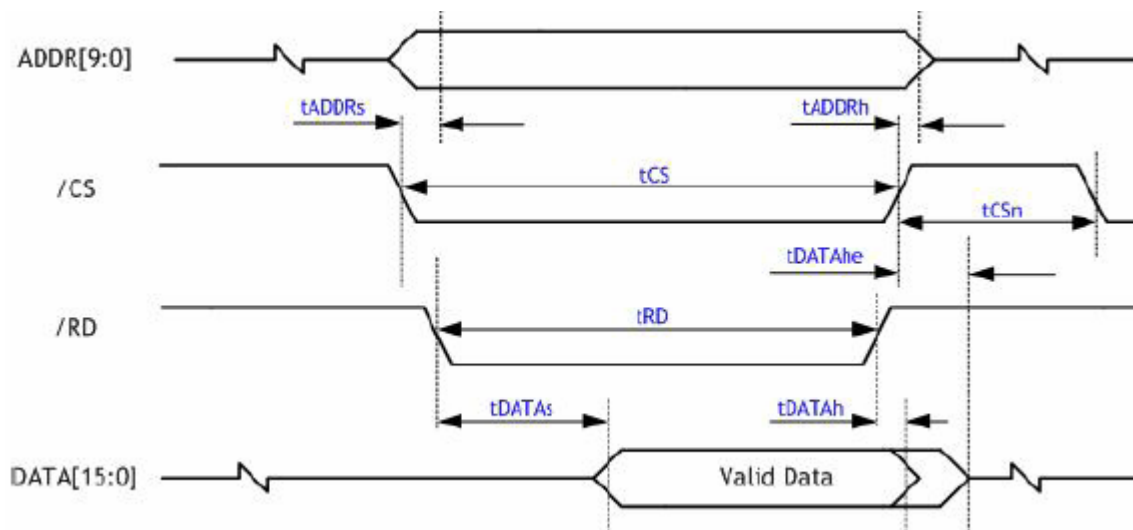 ADDR[9:0]
tADDRs
tADDRh
/CS
tCS
tCSn
tDATAhe
/RD
tRD
tDATAs
tDATAh
DATA[15:0]
Valid Data